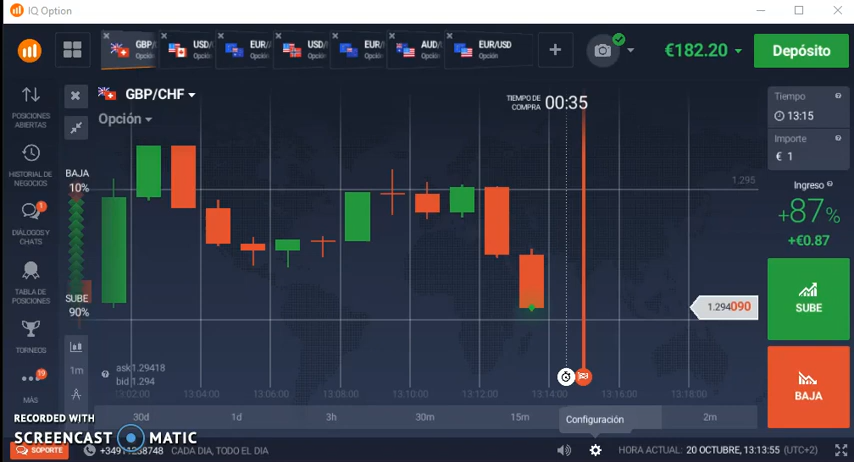 IQ Option
GBP/
Opción
USD/
Opción
EUR/
Opción
USD/
Opción
EUR/
Opción
AUD/
Opción
EUR/USD
Opción
€182.20
Depósito
POSICIONES
ABIERTAS
HISTORIAL DE
NEGOCIOS
1
DIÁLOGOS Y
CHATS
TABLA DE
POSICIONES
TORNEOS
19
MÁS
GBP/CHF
Opción
TIEMPO DE
COMPRA
00:35
BAJA
10%
SUBE
90%
1m
ask1.29418
bid1.294
1.295
1.294090
13:02:00
13:04:00
13:06:00
13:08:00
13:10:00
13:12:00
13:14:00
13:16:00
13:18:00
30d
1d
3h
30m
15m
2m
Configuración
Tiempo
13:15
Importe
€ 1
Ingreso
+87%
+€0.87
SUBE
BAJA
RECORDED WITH
SCREENCAST MATIC
SOPORTE
CADA DIA, TODO EL DIA
HORA ACTUAL: 20 OCTUBRE, 13:13:55 (UTC+2)